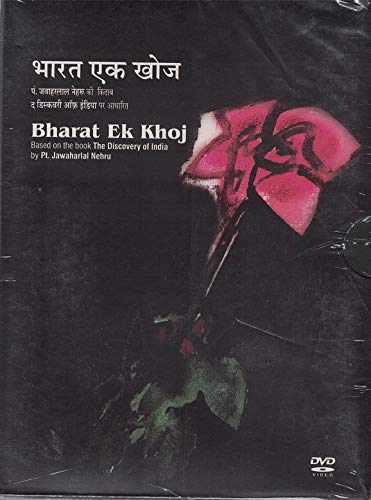 भारत एक खोज
पं. जवाहरलाल नेहरू की किताब
द डिस्कवरी ऑफ़ इंडिया पर आधारित
Bharat Ek Khoj
Based on the book The Discovery of India
by Pt. Jawaharlal Nehru
DVD
VIDEO